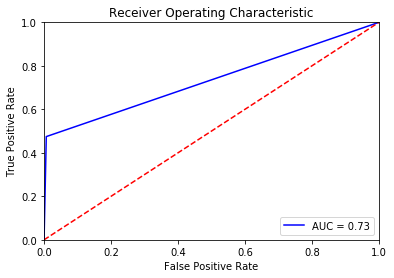 Receiver Operating Characteristic
True Positive Rate
1.0
0.8
0.6
0.4
0.2
0.0
AUC = 0.73
0.0 0.2 0.4 0.6 0.8 1.0
False Positive Rate